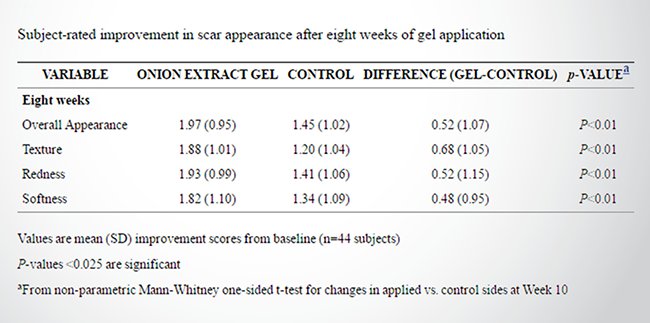 Subject-rated improvement in scar appearance after eight weeks of gel application
VARIABLE ONION EXTRACT GEL CONTROL DIFFERENCE (GEL-CONTROL) p-VALUEa
Eight weeks
Overall Appearance 1.97 (0.95) 1.45 (1.02) 0.52 (1.07) P<0.01
Texture 1.88 (1.01) 1.20 (1.04) 0.68 (1.05) P<0.01
Redness 1.93 (0.99) 1.41 (1.06) 0.52 (1.15) P<0.01
Softness 1.82 (1.10) 1.34 (1.09) 0.48 (0.95) P<0.01
Values are mean (SD) improvement scores from baseline (n=44 subjects)
P-values <0.025 are significant
aFrom non-parametric Mann-Whitney one-sided t-test for changes in applied vs. control sides at Week 10